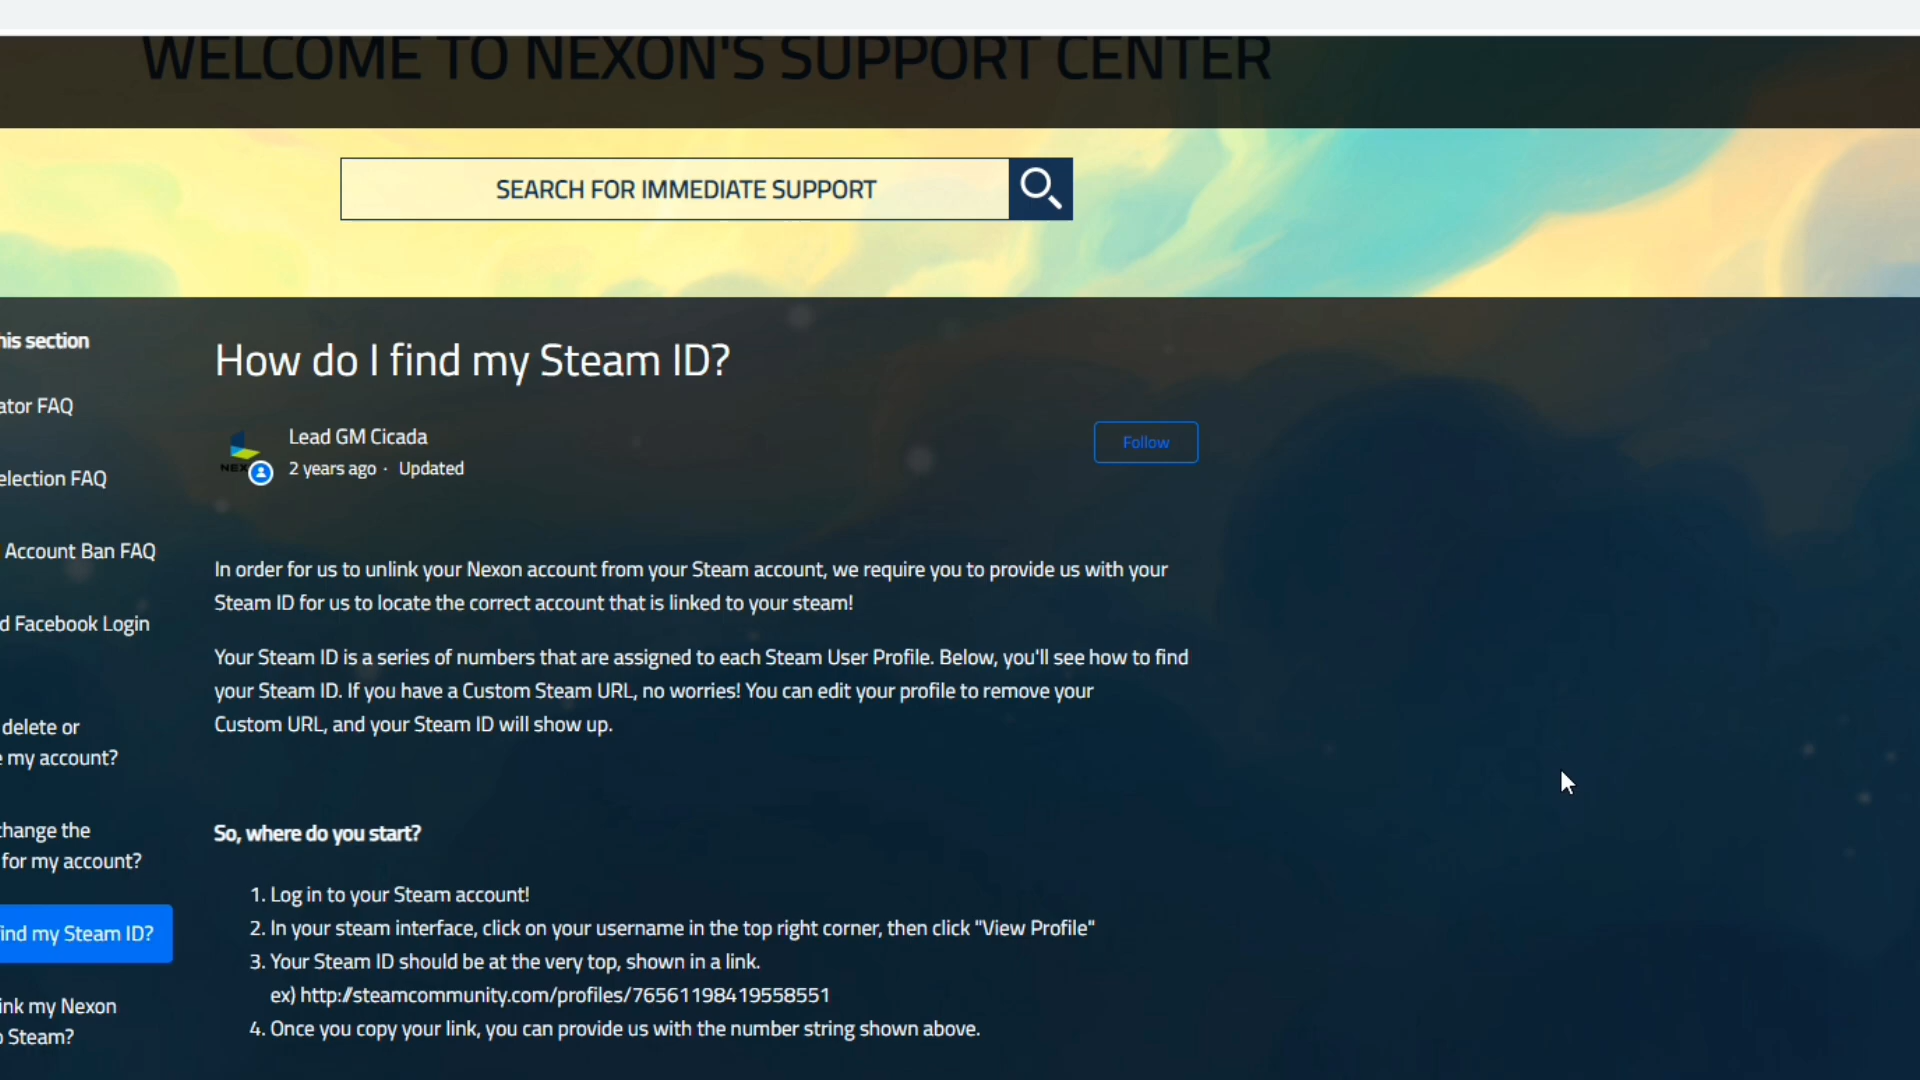 WELCOME TO NEXON'S SUPPORT CENTER
SEARCH FOR IMMEDIATE SUPPORT
his section
ator FAQ
election FAQ
Account Ban FAQ
d Facebook Login
delete or
e my account?
change the
for my account?
find my Steam ID?
ink my Nexon
o Steam?
How do I find my Steam ID?
NEX
Lead GM Cicada
2 years ago · Updated
Follow
In order for us to unlink your Nexon account from your Steam account, we require you to provide us with your
Steam ID for us to locate the correct account that is linked to your steam!
Your Steam ID is a series of numbers that are assigned to each Steam User Profile. Below, you'll see how to find
your Steam ID. If you have a Custom Steam URL, no worries! You can edit your profile to remove your
Custom URL, and your Steam ID will show up.
So, where do you start?
1. Log in to your Steam account!
2. In your steam interface, click on your username in the top right corner, then click "View Profile"
3. Your Steam ID should be at the very top, shown in a link.
ex) http://steamcommunity.com/profiles/76561198419558551
4. Once you copy your link, you can provide us with the number string shown above.